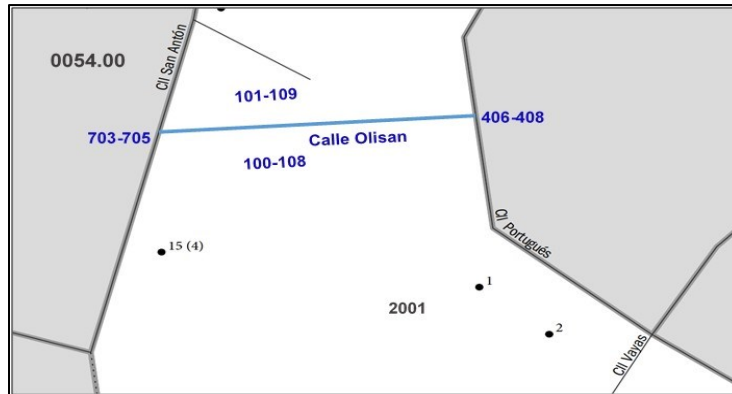 0054.00
Cll San Antón
101-109
703-705
Calle Olisan
406-408
100-108
15 (4)
Cll Portugués
1
2001
2
Cll Vayas